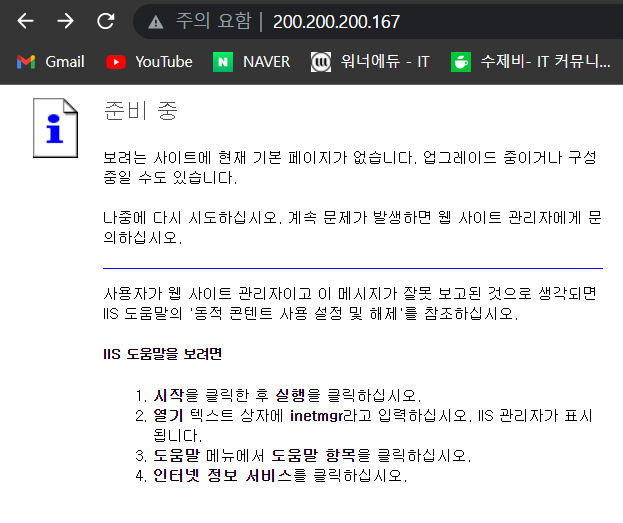 주의 요함 | 200.200.200.167
Gmail YouTube NAVER 워너에듀 - IT 수제비- IT 커뮤니...
준비 중
보려는 사이트에 현재 기본 페이지가 없습니다. 업그레이드 중이거나 구성
중일 수도 있습니다.
나중에 다시 시도하십시오. 계속 문제가 발생하면 웹 사이트 관리자에게 문
의하십시오.
사용자가 웹 사이트 관리자이고 이 메시지가 잘못 보고된 것으로 생각되면
IIS 도움말의 '동적 콘텐트 사용 설정 및 해제'를 참조하십시오.
IIS 도움말을 보려면
1. 시작을 클릭한 후 실행을 클릭하십시오.
2. 열기 텍스트 상자에 inetmgr라고 입력하십시오. IIS 관리자가 표시
됩니다.
3. 도움말 메뉴에서 도움말 항목을 클릭하십시오.
4. 인터넷 정보 서비스를 클릭하십시오.